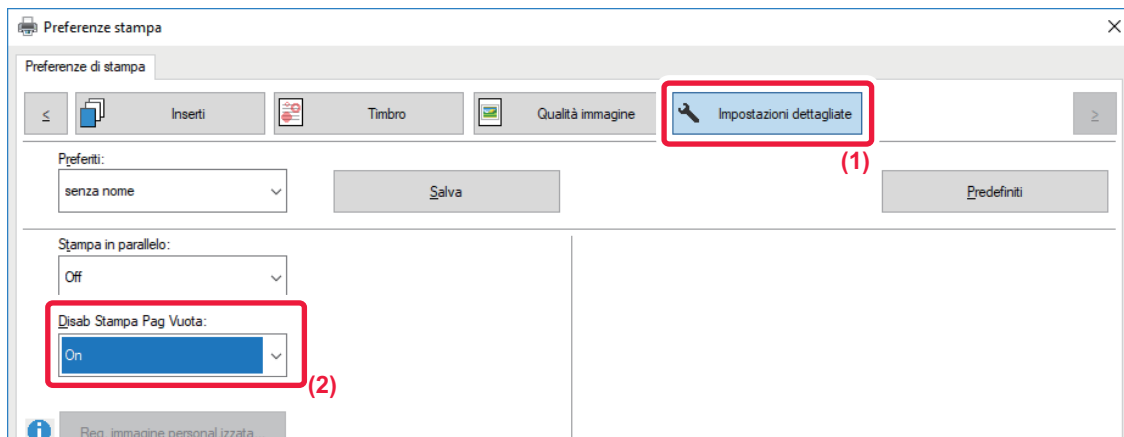 Preferenze stampa
Preferenze di stampa
< Inserti Timbro Qualità immagine Impostazioni dettagliate >
(1)
Preferiti:
senza nome Salva Predefiniti
Stampa in parallelo:
Off
Disab Stampa Pag Vuota:
On
(2)
Reg. immagine personalizzata